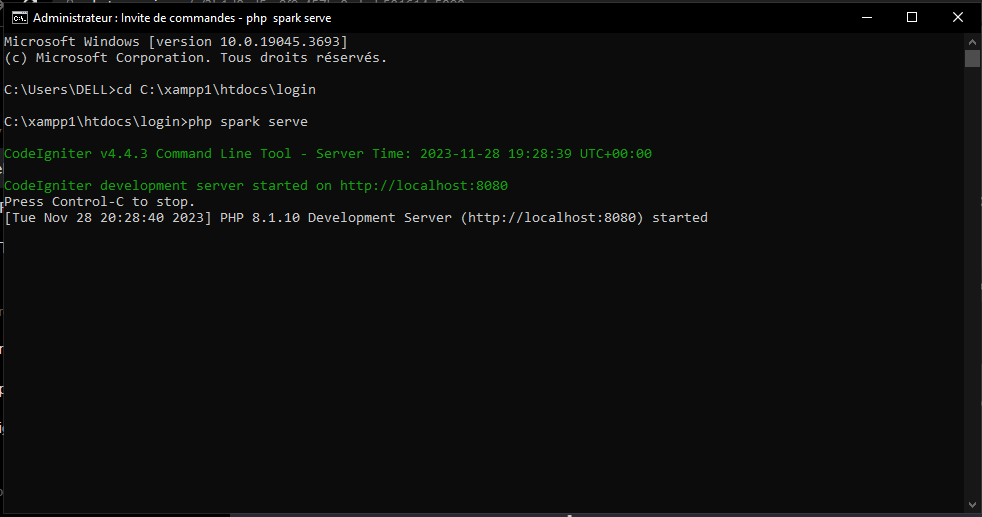 Administrateur : Invite de commandes - php  spark serve
Microsoft Windows [version 10.0.19045.3693]
(c) Microsoft Corporation. Tous droits réservés.
C:\Users\DELL>cd C:\xampp1\htdocs\login
C:\xampp1\htdocs\login>php spark serve
CodeIgniter v4.4.3 Command Line Tool - Server Time: 2023-11-28 19:28:39 UTC+00:00
CodeIgniter development server started on http://localhost:8080
Press Control-C to stop.
[Tue Nov 28 20:28:40 2023] PHP 8.1.10 Development Server (http://localhost:8080) started